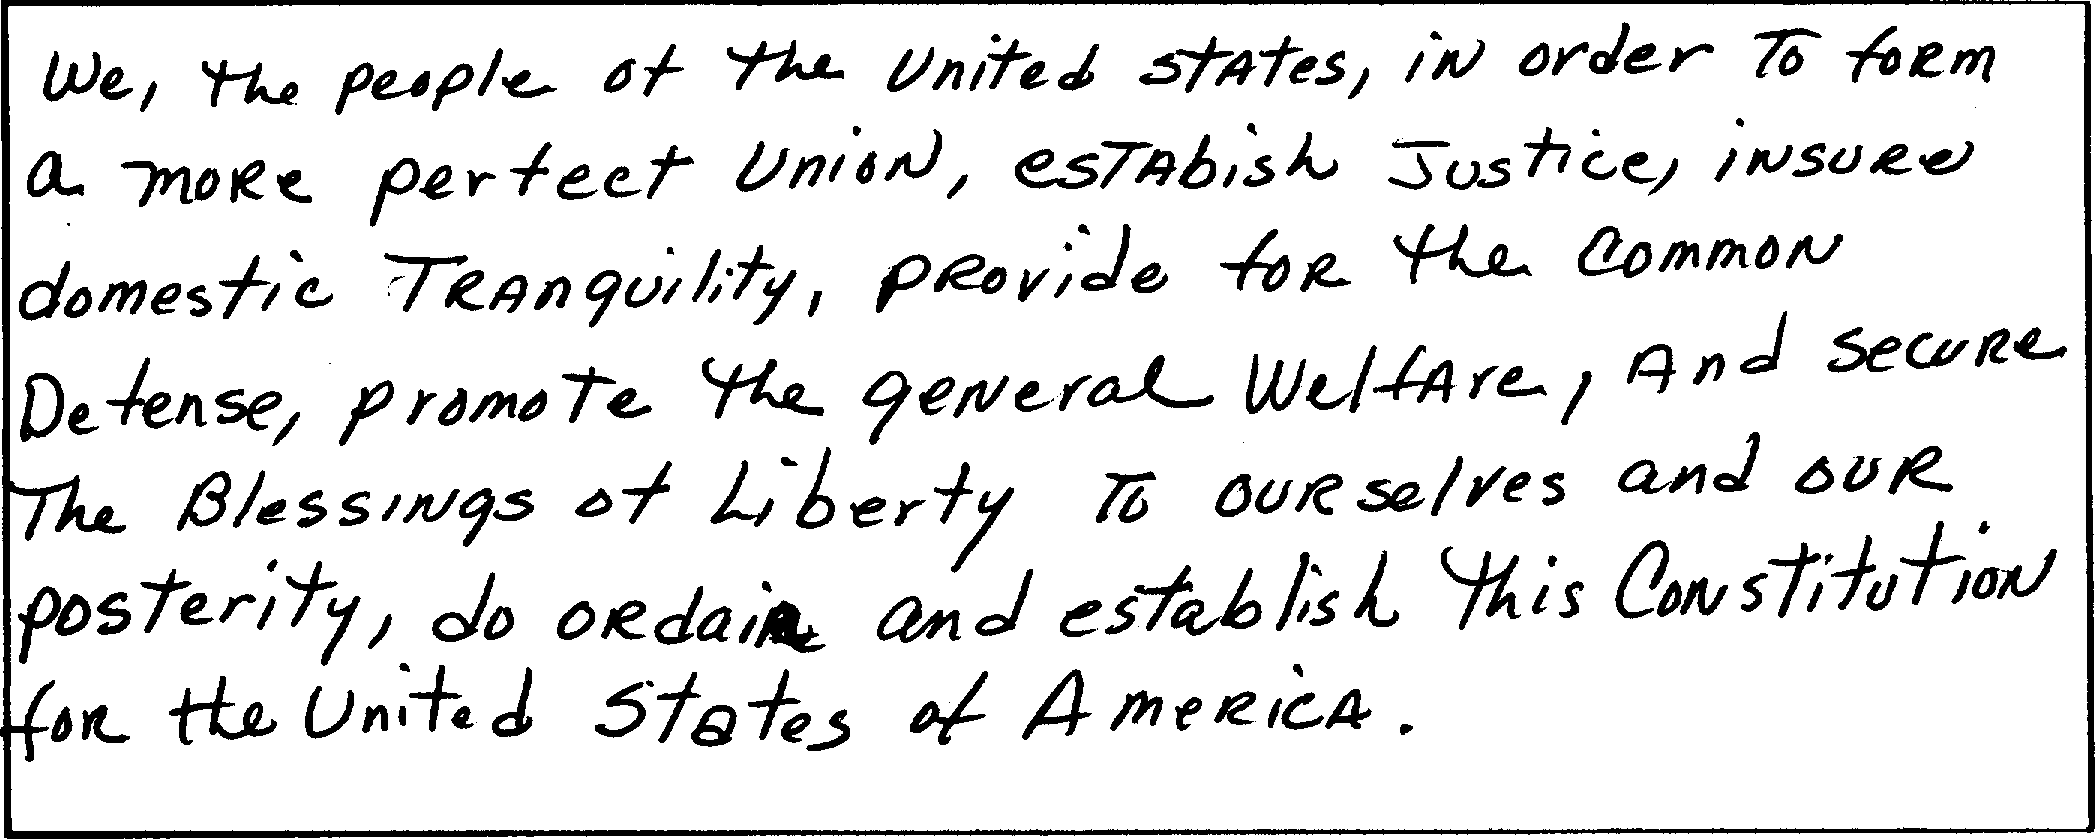 We, the people of the United States, in order To form
a more perfect Union, estabish Justice, insure
domestic Tranquility, provide for the Common
Defense, promote the general Welfare, And secure
The Blessings of Liberty To ourselves and our
posterity, do ordain and establish this Constitution
for the United States of America.